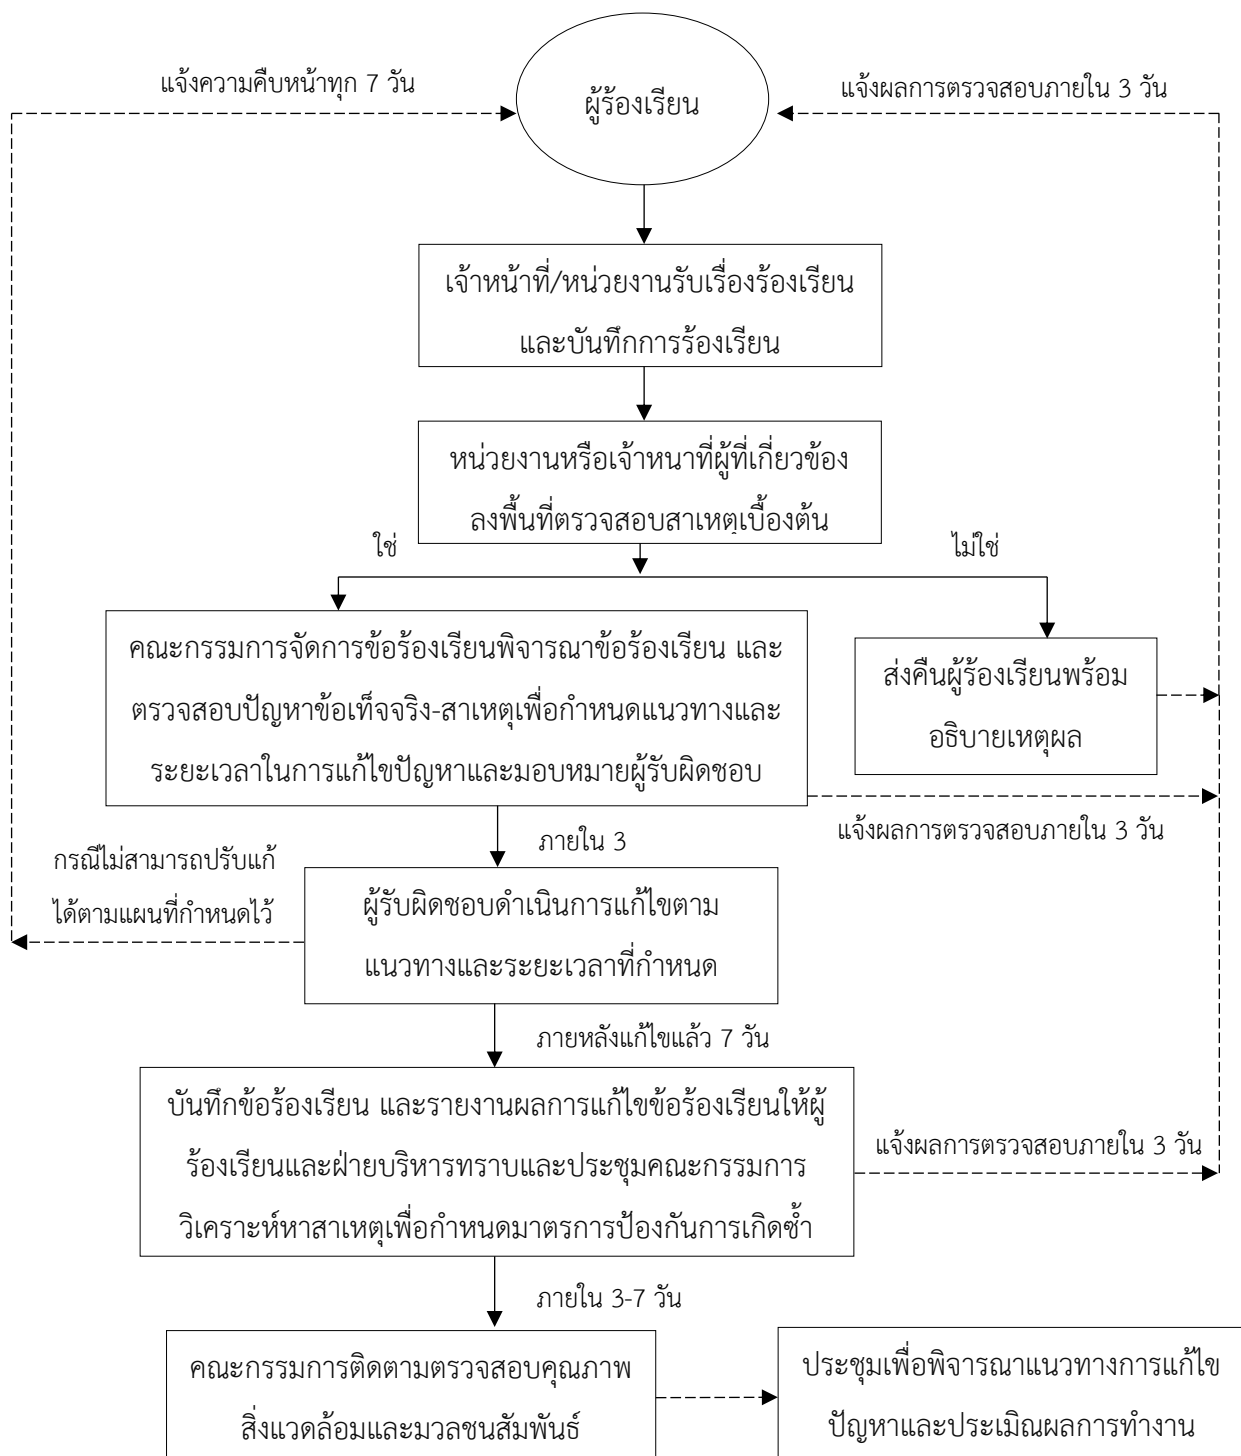 แจ้งความคืบหน้าทุก 7 วัน
ผู้ร้องเรียน
แจ้งผลการตรวจสอบภายใน 3 วัน
เจ้าหน้าที่/หน่วยงานรับเรื่องร้องเรียน
และบันทึกการร้องเรียน
หน่วยงานหรือเจ้าหนาที่ผู้ที่เกี่ยวข้อง
ลงพื้นที่ตรวจสอบสาเหตุเบื้องต้น
ใช่
ไม่ใช่
คณะกรรมการจัดการข้อร้องเรียนพิจารณาข้อร้องเรียน และ
ตรวจสอบปัญหาข้อเท็จจริง-สาเหตุเพื่อกำหนดแนวทางและ
ระยะเวลาในการแก้ไขปัญหาและมอบหมายผู้รับผิดชอบ
ส่งคืนผู้ร้องเรียนพร้อม
อธิบายเหตุผล
แจ้งผลการตรวจสอบภายใน 3 วัน
ภายใน 3
กรณีไม่สามารถปรับแก้
ได้ตามแผนที่กำหนดไว้
ผู้รับผิดชอบดำเนินการแก้ไขตาม
แนวทางและระยะเวลาที่กำหนด
ภายหลังแก้ไขแล้ว 7 วัน
บันทึกข้อร้องเรียน และรายงานผลการแก้ไขข้อร้องเรียนให้ผู้
ร้องเรียนและฝ่ายบริหารทราบและประชุมคณะกรรมการ
วิเคราะห์หาสาเหตุเพื่อกำหนดมาตรการป้องกันการเกิดซ้ำ
แจ้งผลการตรวจสอบภายใน 3 วัน
ภายใน 3-7 วัน
คณะกรรมการติดตามตรวจสอบคุณภาพ
สิ่งแวดล้อมและมวลชนสัมพันธ์
ประชุมเพื่อพิจารณาแนวทางการแก้ไข
ปัญหาและประเมิณผลการทำงาน